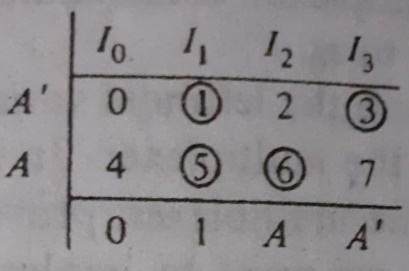 I₀ I₁ I₂ I₃
A' 0 1 2 3
A 4 5 6 7
0 1 A A'